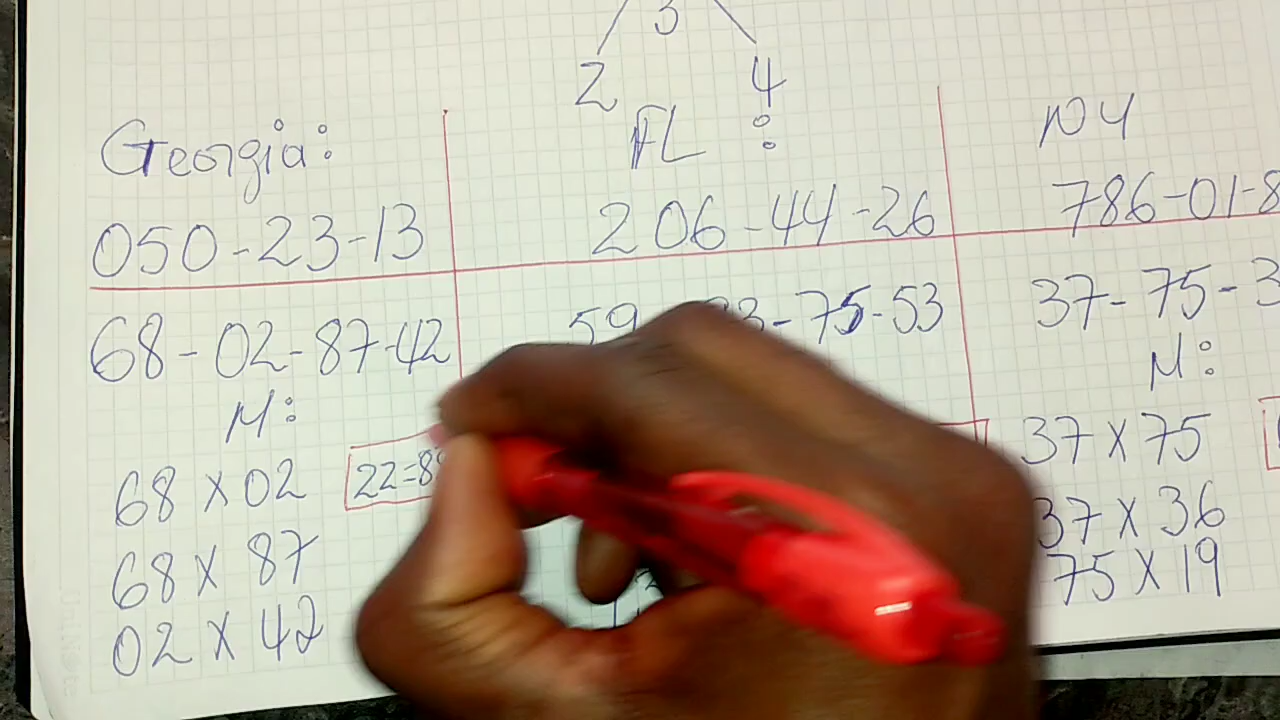 3
2 4
Georgia: FL: NY
050-23-13 206-44-26 786-01-8
68-02-87-42 59 3-75-53 37-75-3
M: M:
68 x 02 22=8 37 x 75
68 x 87 37 x 36
02 x 42 75 x 19